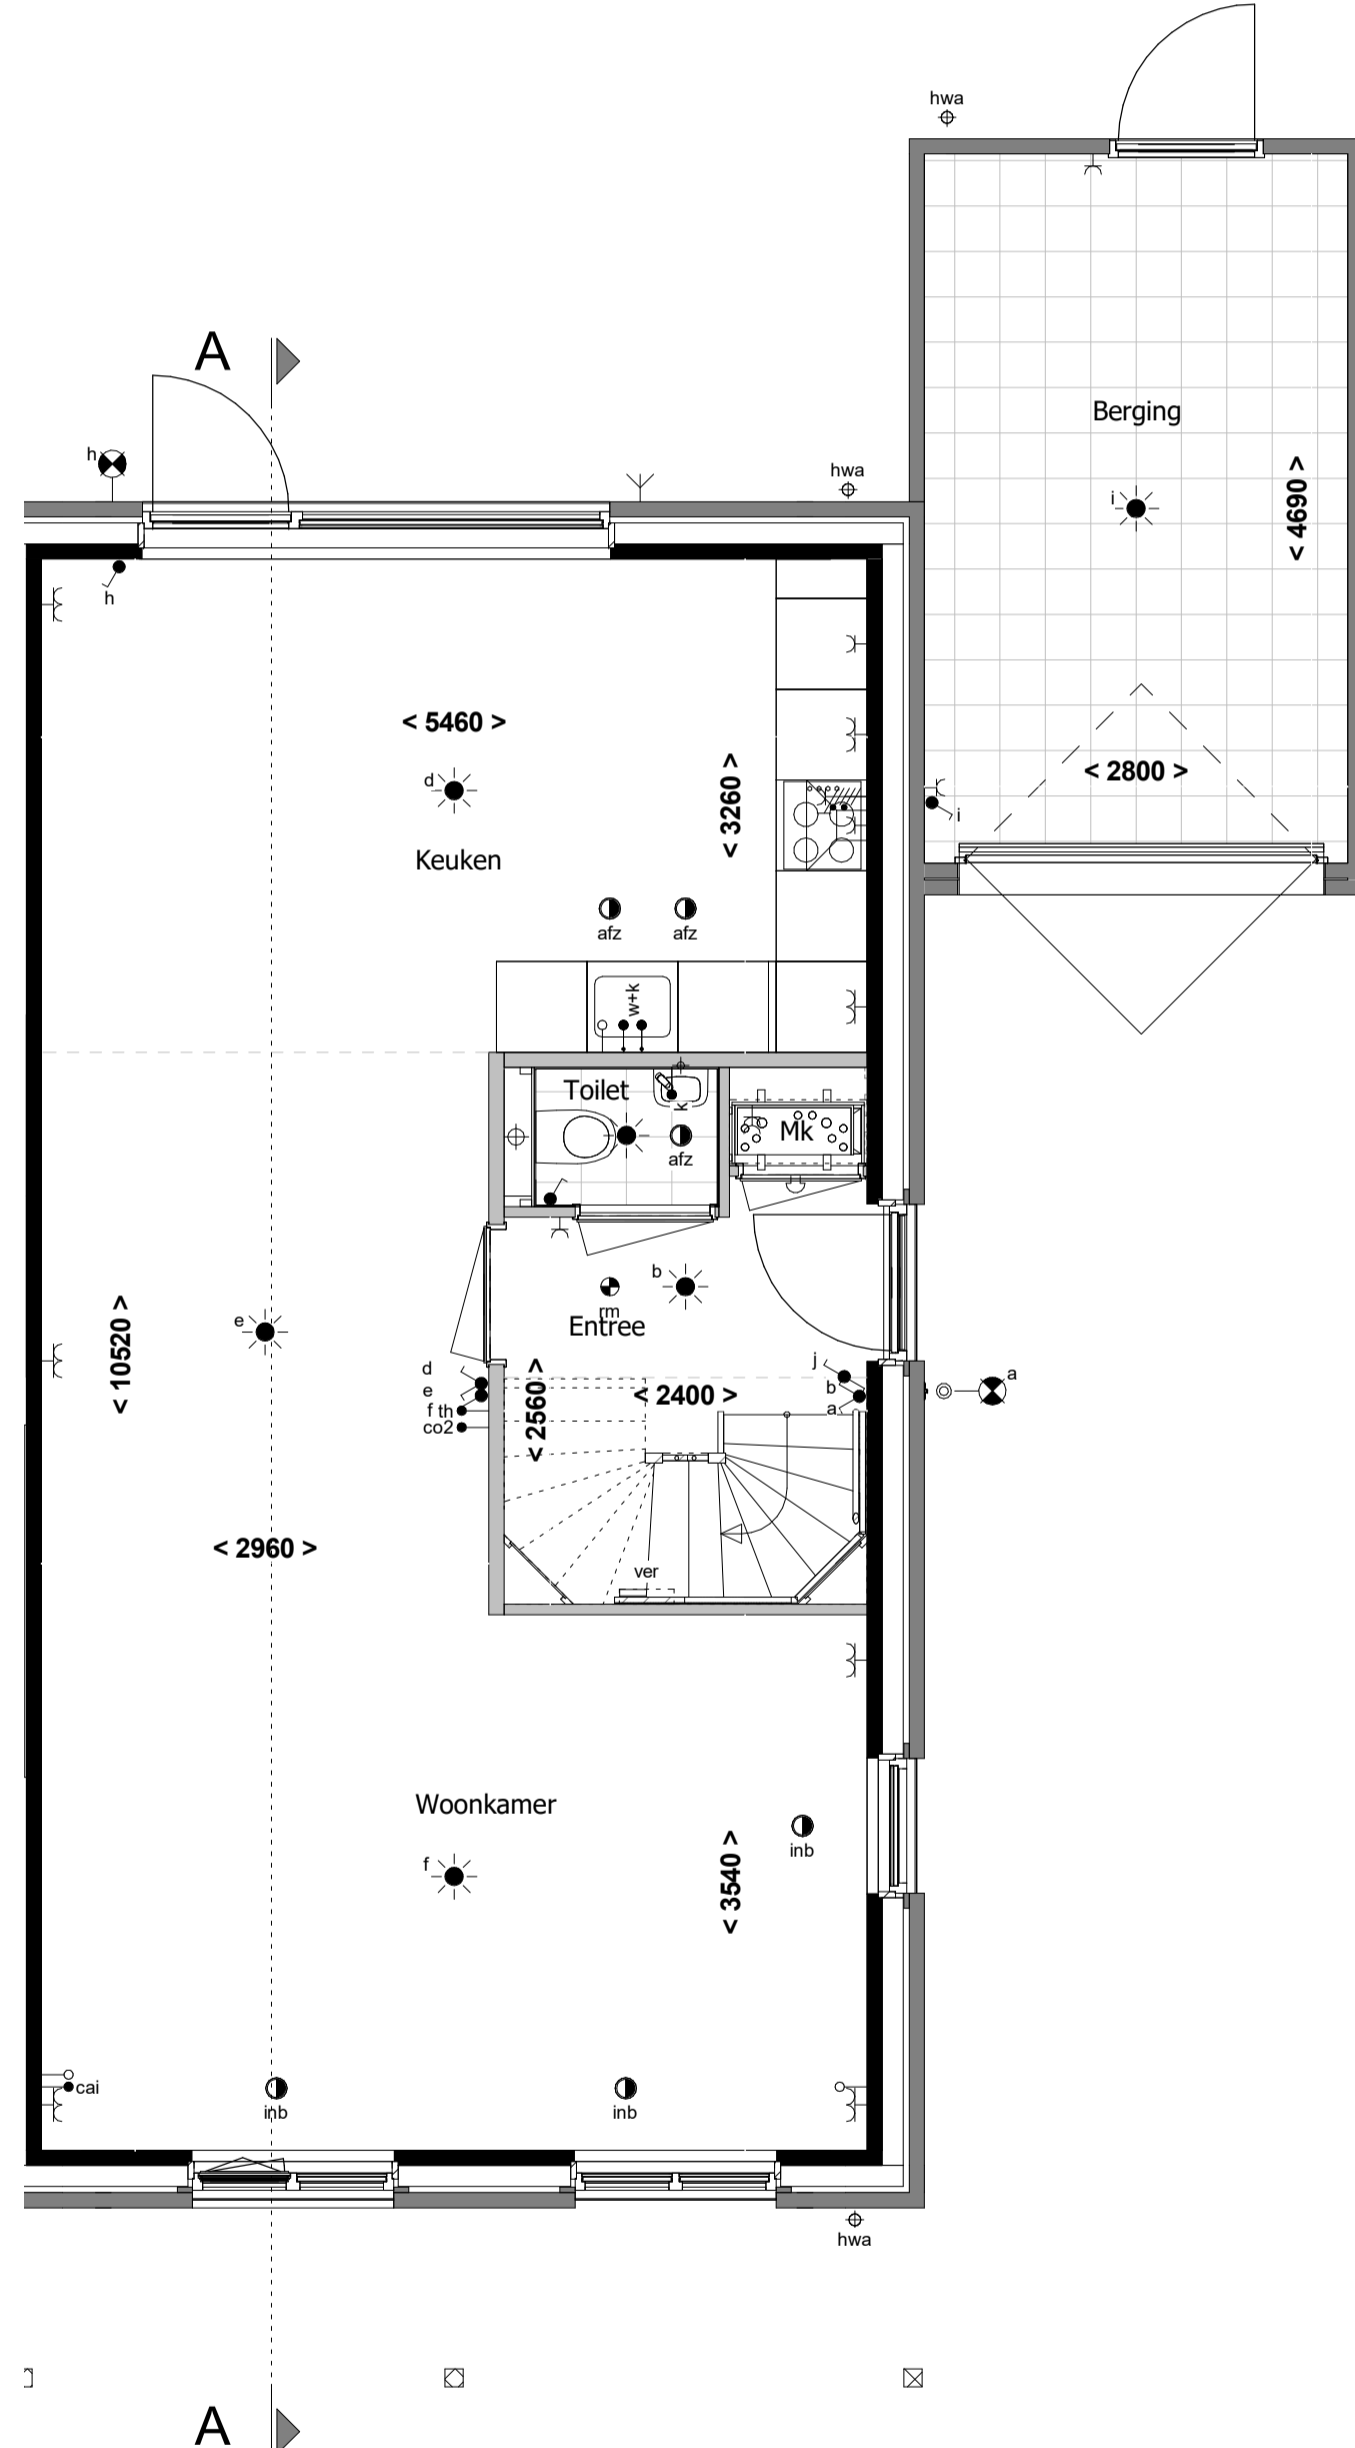 hwa
A
Berging
h
hwa
i
< 4690 >
h
< 5460 >
d
< 3260 >
< 2800 >
i
Keuken
afz
afz
w+k
Toilet
k
Mk
afz
b
rm
Entree
e
< 10520 >
d
e
f th
co2
< 2560 >
< 2400 >
j
b
a
a
< 2960 >
ver
Woonkamer
f
inb
< 3540 >
cai
inb
inb
hwa
A